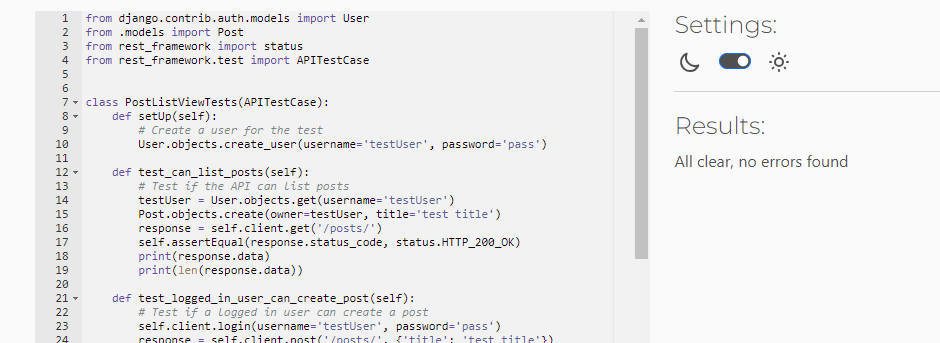 1 from django.contrib.auth.models import User
2 from .models import Post
3 from rest_framework import status
4 from rest_framework.test import APITestCase
5
6
7 class PostListViewTests(APITestCase):
8 def setUp(self):
9 # Create a user for the test
10 User.objects.create_user(username='testUser', password='pass')
11
12 def test_can_list_posts(self):
13 # Test if the API can list posts
14 testUser = User.objects.get(username='testUser')
15 Post.objects.create(owner=testUser, title='test title')
16 response = self.client.get('/posts/')
17 self.assertEqual(response.status_code, status.HTTP_200_OK)
18 print(response.data)
19 print(len(response.data))
20
21 def test_logged_in_user_can_create_post(self):
22 # Test if a logged in user can create a post
23 self.client.login(username='testUser', password='pass')
24 response = self.client.post('/posts/', {'title': 'test title'})
Settings:
Results:
All clear, no errors found